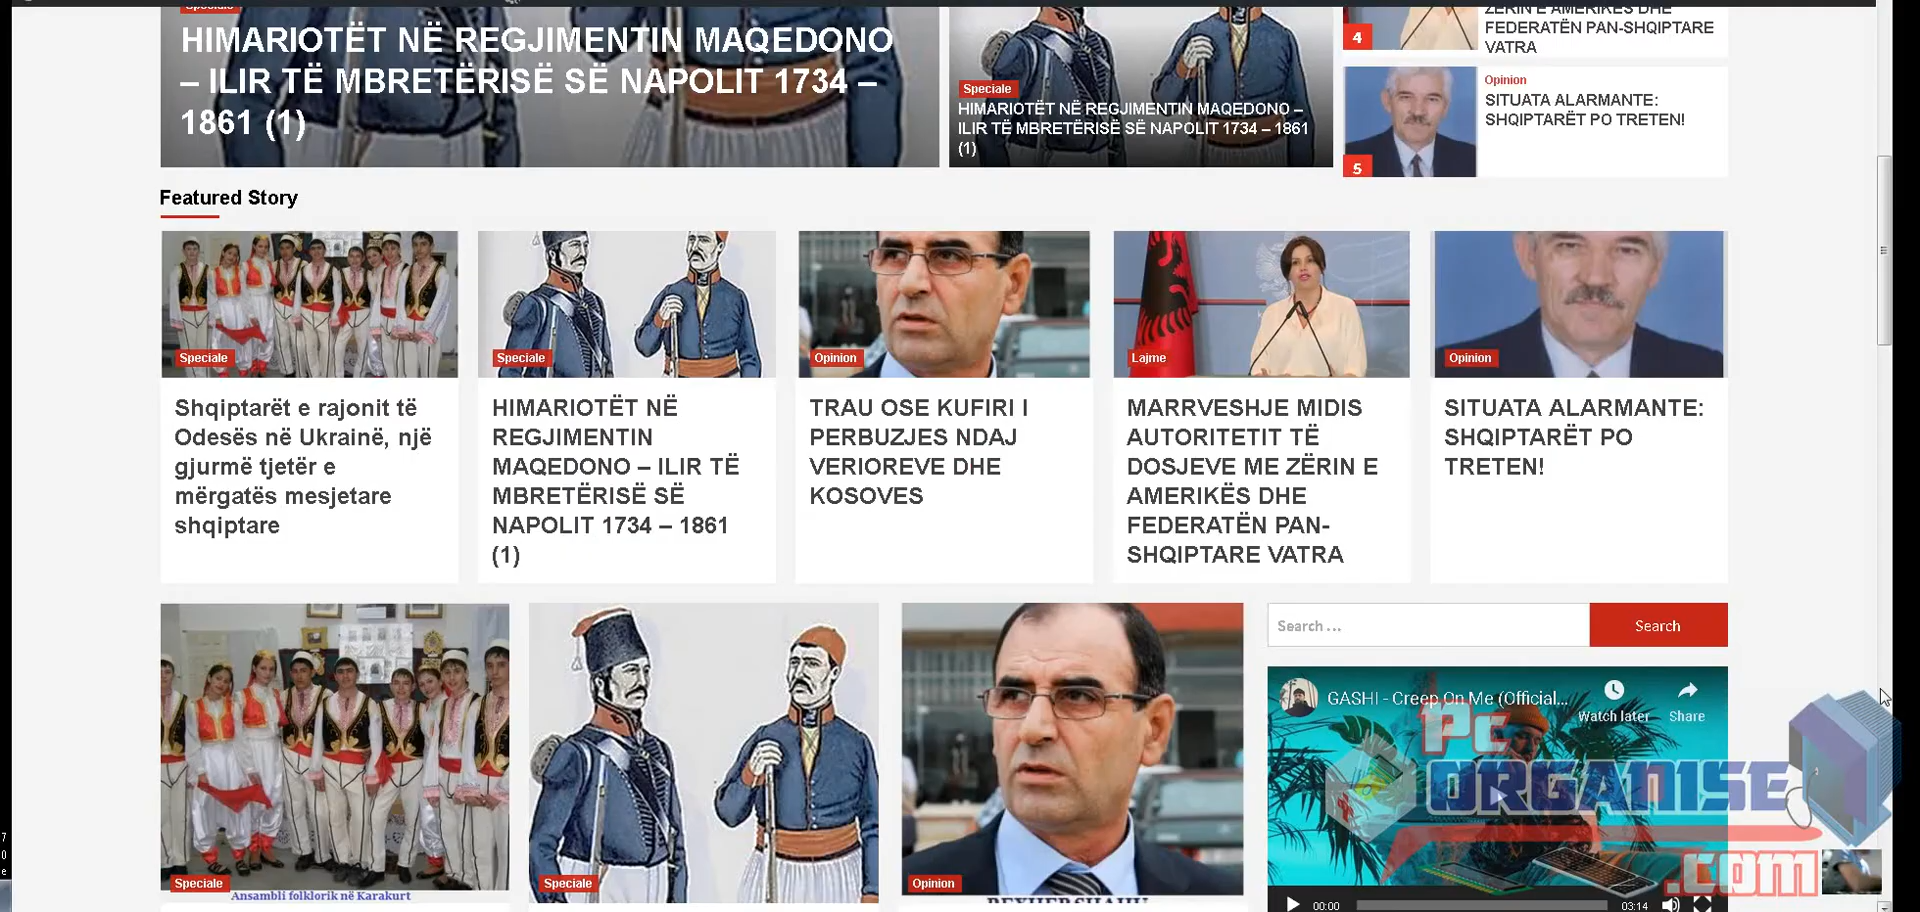 Speciale
HIMARIOTËT NË REGJIMENTIN MAQEDONO
– ILIR TË MBRETËRISË SË NAPOLIT 1734 –
1861 (1)
Speciale
HIMARIOTËT NË REGJIMENTIN MAQEDONO –
ILIR TË MBRETËRISË SË NAPOLIT 1734 – 1861
(1)
ZËRIN E AMERIKËS DHE
FEDERATËN PAN-SHQIPTARE
VATRA
4
Opinion
SITUATA ALARMANTE:
SHQIPTARËT PO TRETEN!
5
Featured Story
Speciale
Shqiptarët e rajonit të
Odesës në Ukrainë, një
gjurmë tjetër e
mërgatës mesjetare
shqiptare
Speciale
HIMARIOTËT NË
REGJIMENTIN
MAQEDONO – ILIR TË
MBRETËRISË SË
NAPOLIT 1734 – 1861
(1)
Opinion
TRAU OSE KUFIRI I
PERBUZJES NDAJ
VERIOREVE DHE
KOSOVES
Lajme
MARRVESHJE MIDIS
AUTORITETIT TË
DOSJEVE ME ZËRIN E
AMERIKËS DHE
FEDERATËN PAN-
SHQIPTARE VATRA
Opinion
SITUATA ALARMANTE:
SHQIPTARËT PO
TRETEN!
Speciale
Ansambli folklorik në Karakurt
Speciale
Opinion
Search ...
Search
GASHI - Creep On Me (Official...
Watch later
Share
Pc
ORGANISE
.com
00:00
03:14
7
0
e